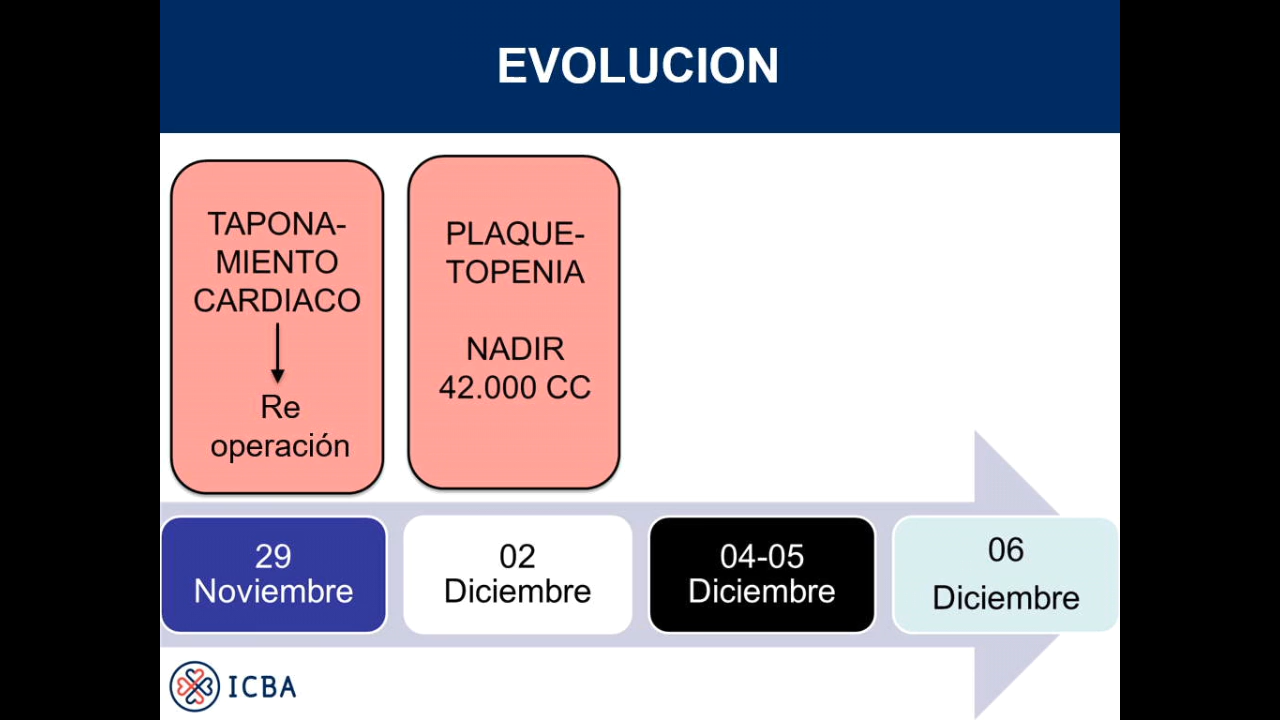 EVOLUCION
TAPONA-
MIENTO
CARDIACO
Re
operación
PLAQUE-
TOPENIA
NADIR
42.000 CC
29
Noviembre
02
Diciembre
04-05
Diciembre
06
Diciembre
ICBA